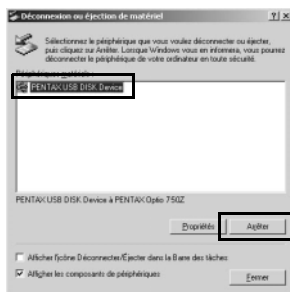 Déconnexion ou éjection de matériel
Sélectionnez le périphérique que vous voulez déconnecter ou éjecter,
puis cliquez sur Arrêter. Lorsque Windows vous en informera, vous pourrez
déconnecter le périphérique de votre ordinateur en toute sécurité.
Périphériques matériels :
PENTAX USB DISK Device
PENTAX USB DISK Device à PENTAX Optio 750Z
Propriétés
Arrêter
Afficher l'icône Déconnecter/Éjecter dans la Barre des tâches
Afficher les composants de périphériques
Fermer